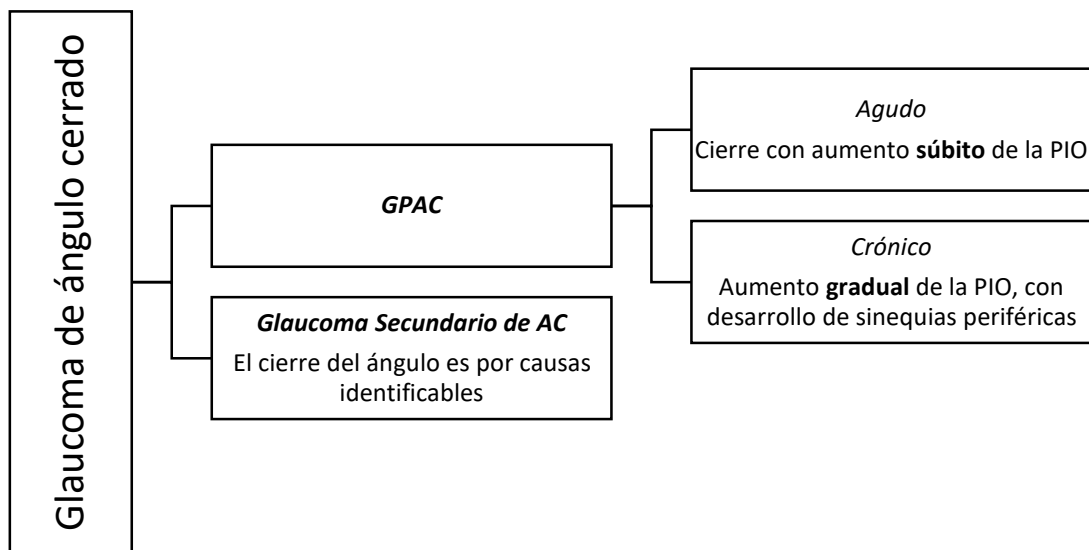 Glaucoma de ángulo cerrado
GPAC
Glaucoma Secundario de AC
El cierre del ángulo es por causas
identificables
Agudo
Cierre con aumento súbito de la PIO
Crónico
Aumento gradual de la PIO, con
desarrollo de sinequias periféricas